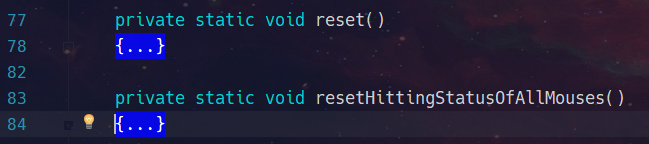 77 private static void reset()
78 {...}
82
83 private static void resetHittingStatusOfAllMouses()
84 {...}